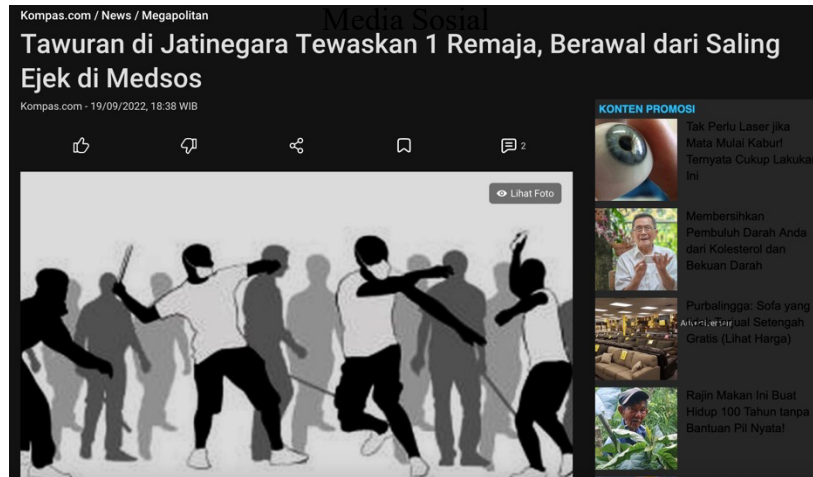 Media Sosial
Kompas.com / News / Megapolitan
Tawuran di Jatinegara Tewaskan 1 Remaja, Berawal dari Saling
Ejek di Medsos
Kompas.com - 19/09/2022, 18:38 WIB
2
Lihat Foto
KONTEN PROMOSI
Tak Perlu Laser jika
Mata Mulai Kabur!
Ternyata Cukup Lakuka
Ini
Membersihkan
Pembuluh Darah Anda
dari Kolesterol dan
Bekuan Darah
Purbalingga: Sofa yang
Terjual Setengah
Gratis (Lihat Harga)
Advertisement
Rajin Makan Ini Buat
Hidup 100 Tahun tanpa
Bantuan Pil Nyata!